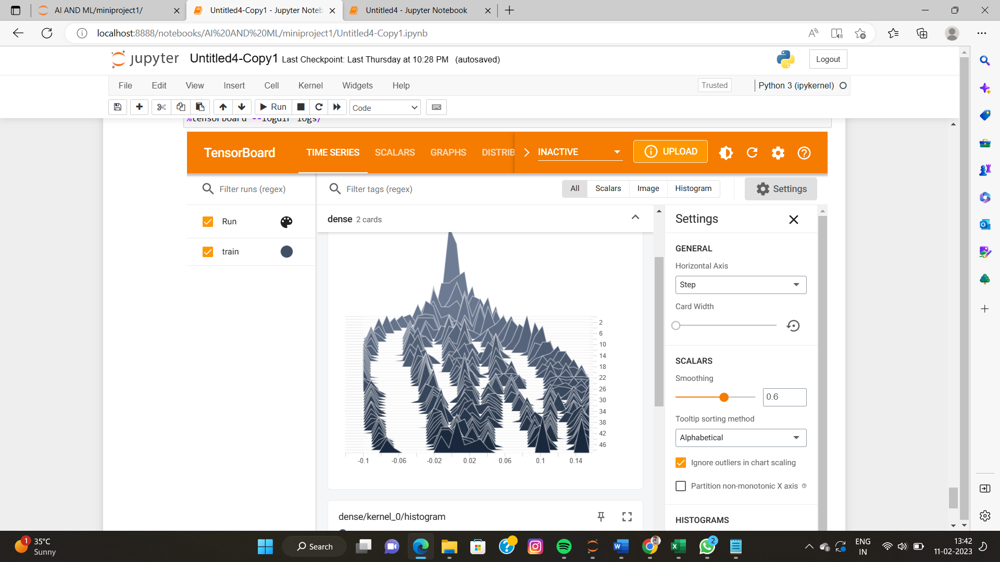 AI AND ML/miniproject1/
Untitled4-Copy1 - Jupyter Noteb
Untitled4 - Jupyter Notebook
localhost:8888/notebooks/AI%20AND%20ML/miniproject1/Untitled4-Copy1.ipynb
jupyter Untitled4-Copy1 Last Checkpoint: Last Thursday at 10:28 PM (autosaved)
Logout
File Edit View Insert Cell Kernel Widgets Help
Trusted
Python 3 (ipykernel)
Run
Code
%tensorboard --logdir logs/
TensorBoard
TIME SERIES SCALARS GRAPHS DISTRIB
INACTIVE
UPLOAD
Filter runs (regex)
Filter tags (regex)
All Scalars Image Histogram
Settings
Run
train
dense 2 cards
2
6
10
14
18
22
26
30
34
38
42
46
-0.1 -0.06 -0.02 0.02 0.06 0.1 0.14
dense/kernel_0/histogram
Settings
GENERAL
Horizontal Axis
Step
Card Width
SCALARS
Smoothing
0.6
Tooltip sorting method
Alphabetical
Ignore outliers in chart scaling
Partition non-monotonic X axis
HISTOGRAMS
1
35°C
Sunny
Search
2
ENG
IN
13:42
11-02-2023